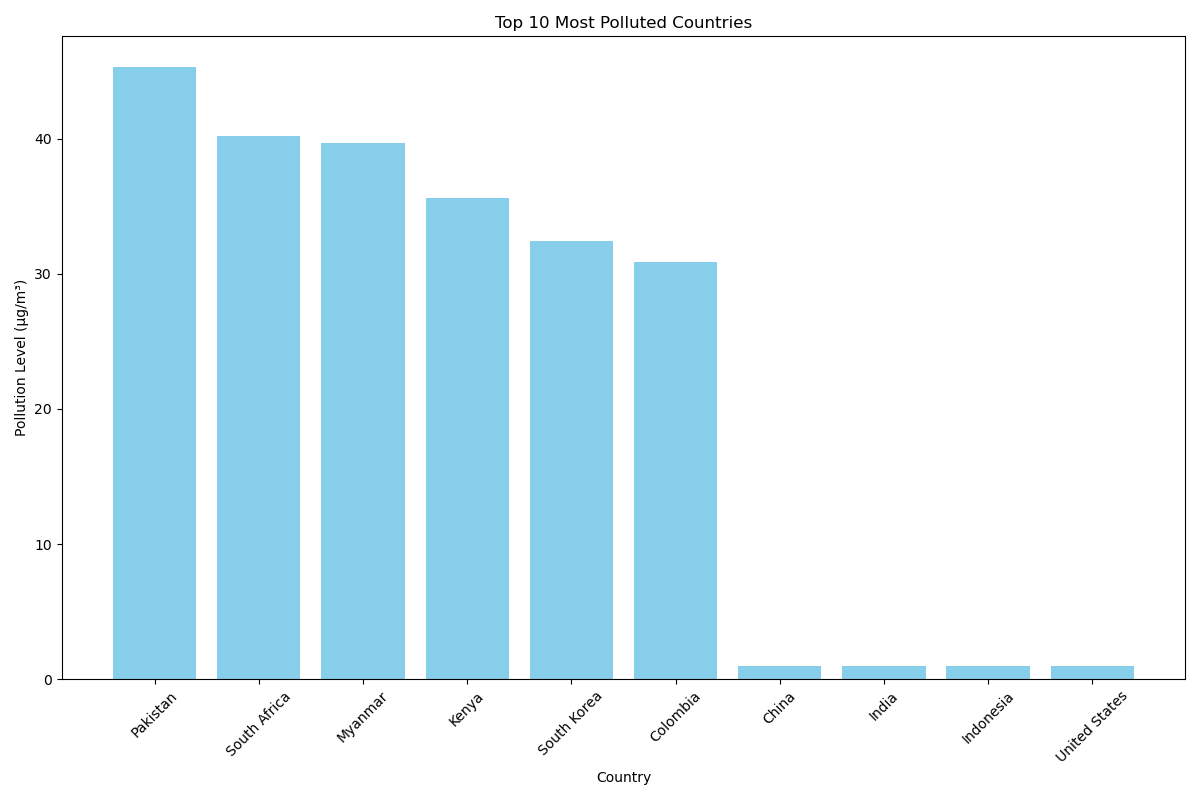 Top 10 Most Polluted Countries
Pollution Level (µg/m³)
40
30
20
10
0
Pakistan
South Africa
Myanmar
Kenya
South Korea
Colombia
China
India
Indonesia
United States
Country